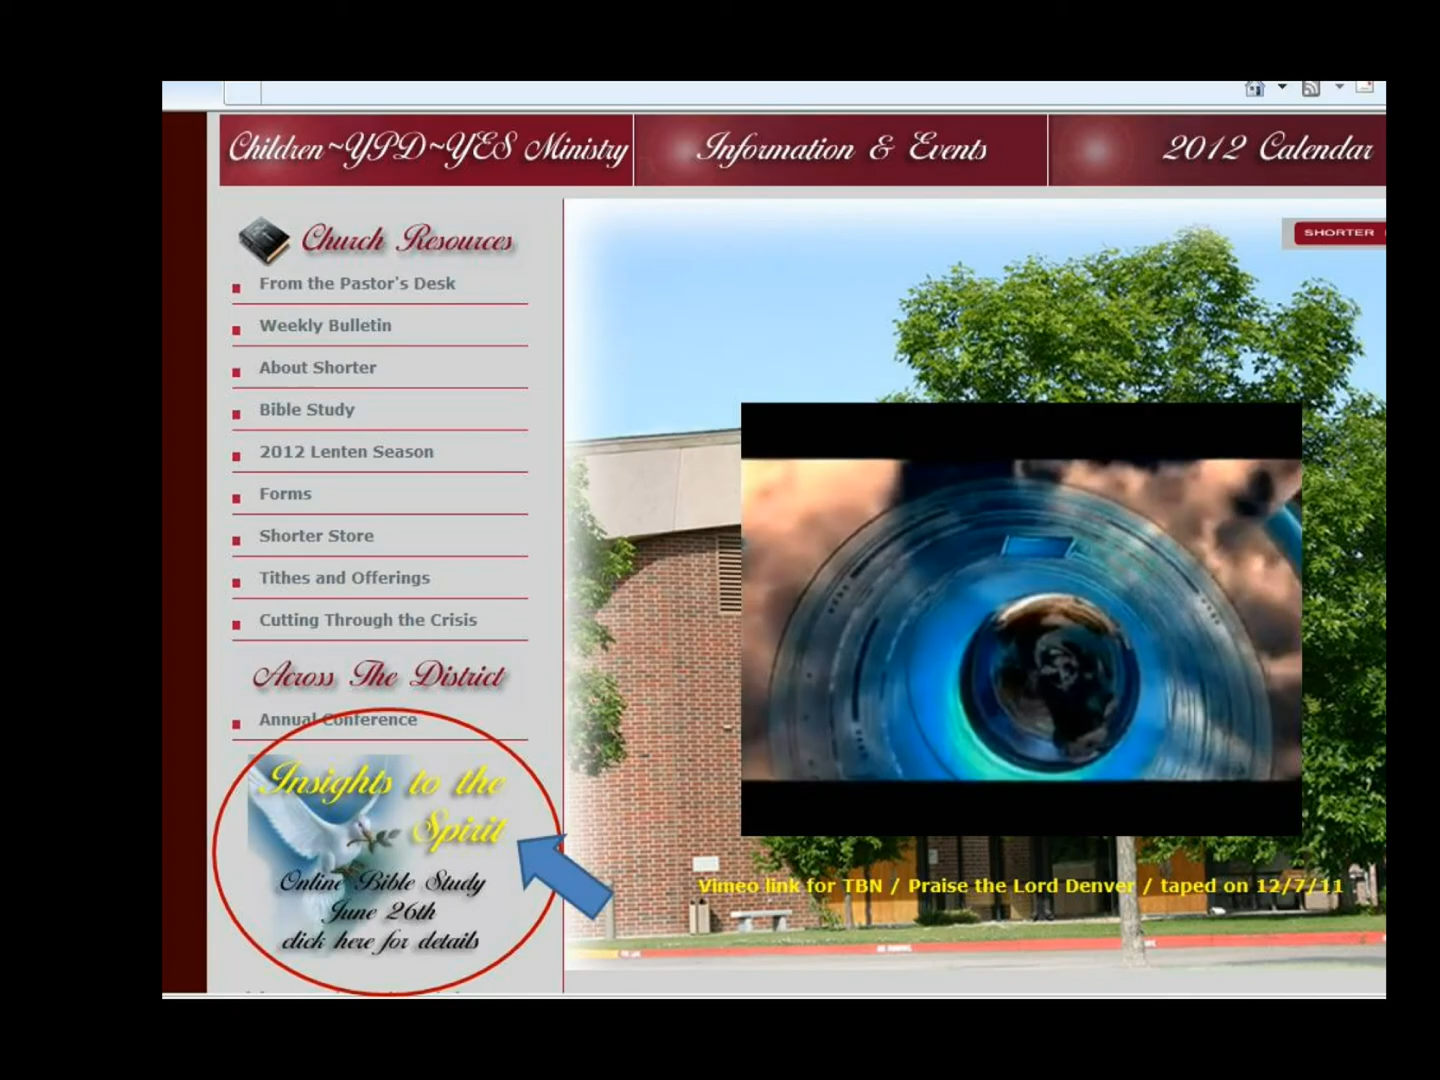 Children~YPD~YES Ministry
Information & Events
2012 Calendar
Church Resources
From the Pastor's Desk
Weekly Bulletin
About Shorter
Bible Study
2012 Lenten Season
Forms
Shorter Store
Tithes and Offerings
Cutting Through the Crisis
Across The District
Annual Conference
Insights to the
Spirit
Online Bible Study
June 26th
click here for details
SHORTER
Vimeo link for TBN / Praise the Lord Denver / taped on 12/7/11